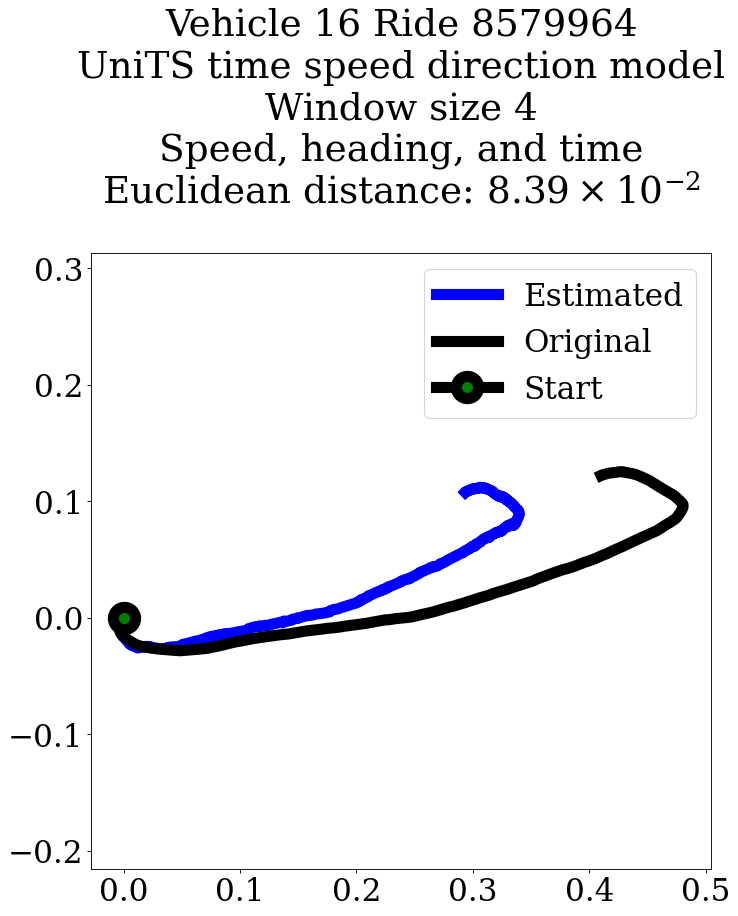 Vehicle 16 Ride 8579964
UniTS time speed direction model
Window size 4
Speed, heading, and time
Euclidean distance: 8.39 × 10⁻²
Estimated
Original
Start
0.3
0.2
0.1
0.0
−0.1
−0.2
0.0 0.1 0.2 0.3 0.4 0.5